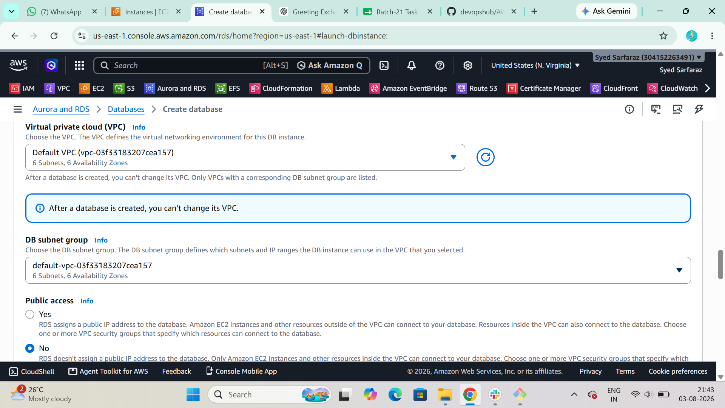 (7) WhatsApp
Instances | EC2
Create databas
Greeting Exch
Batch-21 Task
devopshub/AV
Ask Gemini
us-east-1.console.aws.amazon.com/rds/home?region=us-east-1#launch-dbinstance:
aws
Search
[Alt+S]
Ask Amazon Q
United States (N. Virginia)
Syed Sarfaraz (304152263491)
Syed Sarfaraz
IAM
VPC
EC2
S3
Aurora and RDS
EFS
CloudFormation
Lambda
Amazon EventBridge
Route 53
Certificate Manager
CloudFront
CloudWatch
Aurora and RDS
Databases
Create database
Virtual private cloud (VPC) Info
Choose the VPC. The VPC defines the virtual networking environment for this DB instance.
Default VPC (vpc-03f33183207cea157)
6 Subnets, 6 Availability Zones
After a database is created, you can't change its VPC. Only VPCs with a corresponding DB subnet group are listed.
After a database is created, you can't change its VPC.
DB subnet group Info
Choose the DB subnet group. The DB subnet group defines which subnets and IP ranges the DB instance can use in the VPC that you selected.
default-vpc-03f33183207cea157
6 Subnets, 6 Availability Zones
Public access Info
Yes
RDS assigns a public IP address to the database. Amazon EC2 instances and other resources outside of the VPC can connect to your database. Resources inside the VPC can also connect to the database. Choose
one or more VPC security groups that specify which resources can connect to the database.
No
RDS doesn't assign a public IP address to the database. Only Amazon EC2 instances and other resources inside the VPC can connect to your database. Choose one or more VPC security groups that specify which
CloudShell
Agent Toolkit for AWS
Feedback
Console Mobile App
© 2026, Amazon Web Services, Inc. or its affiliates.
Privacy
Terms
Cookie preferences
2
26°C
Mostly cloudy
Search
ENG
IN
21:43
03-08-2026